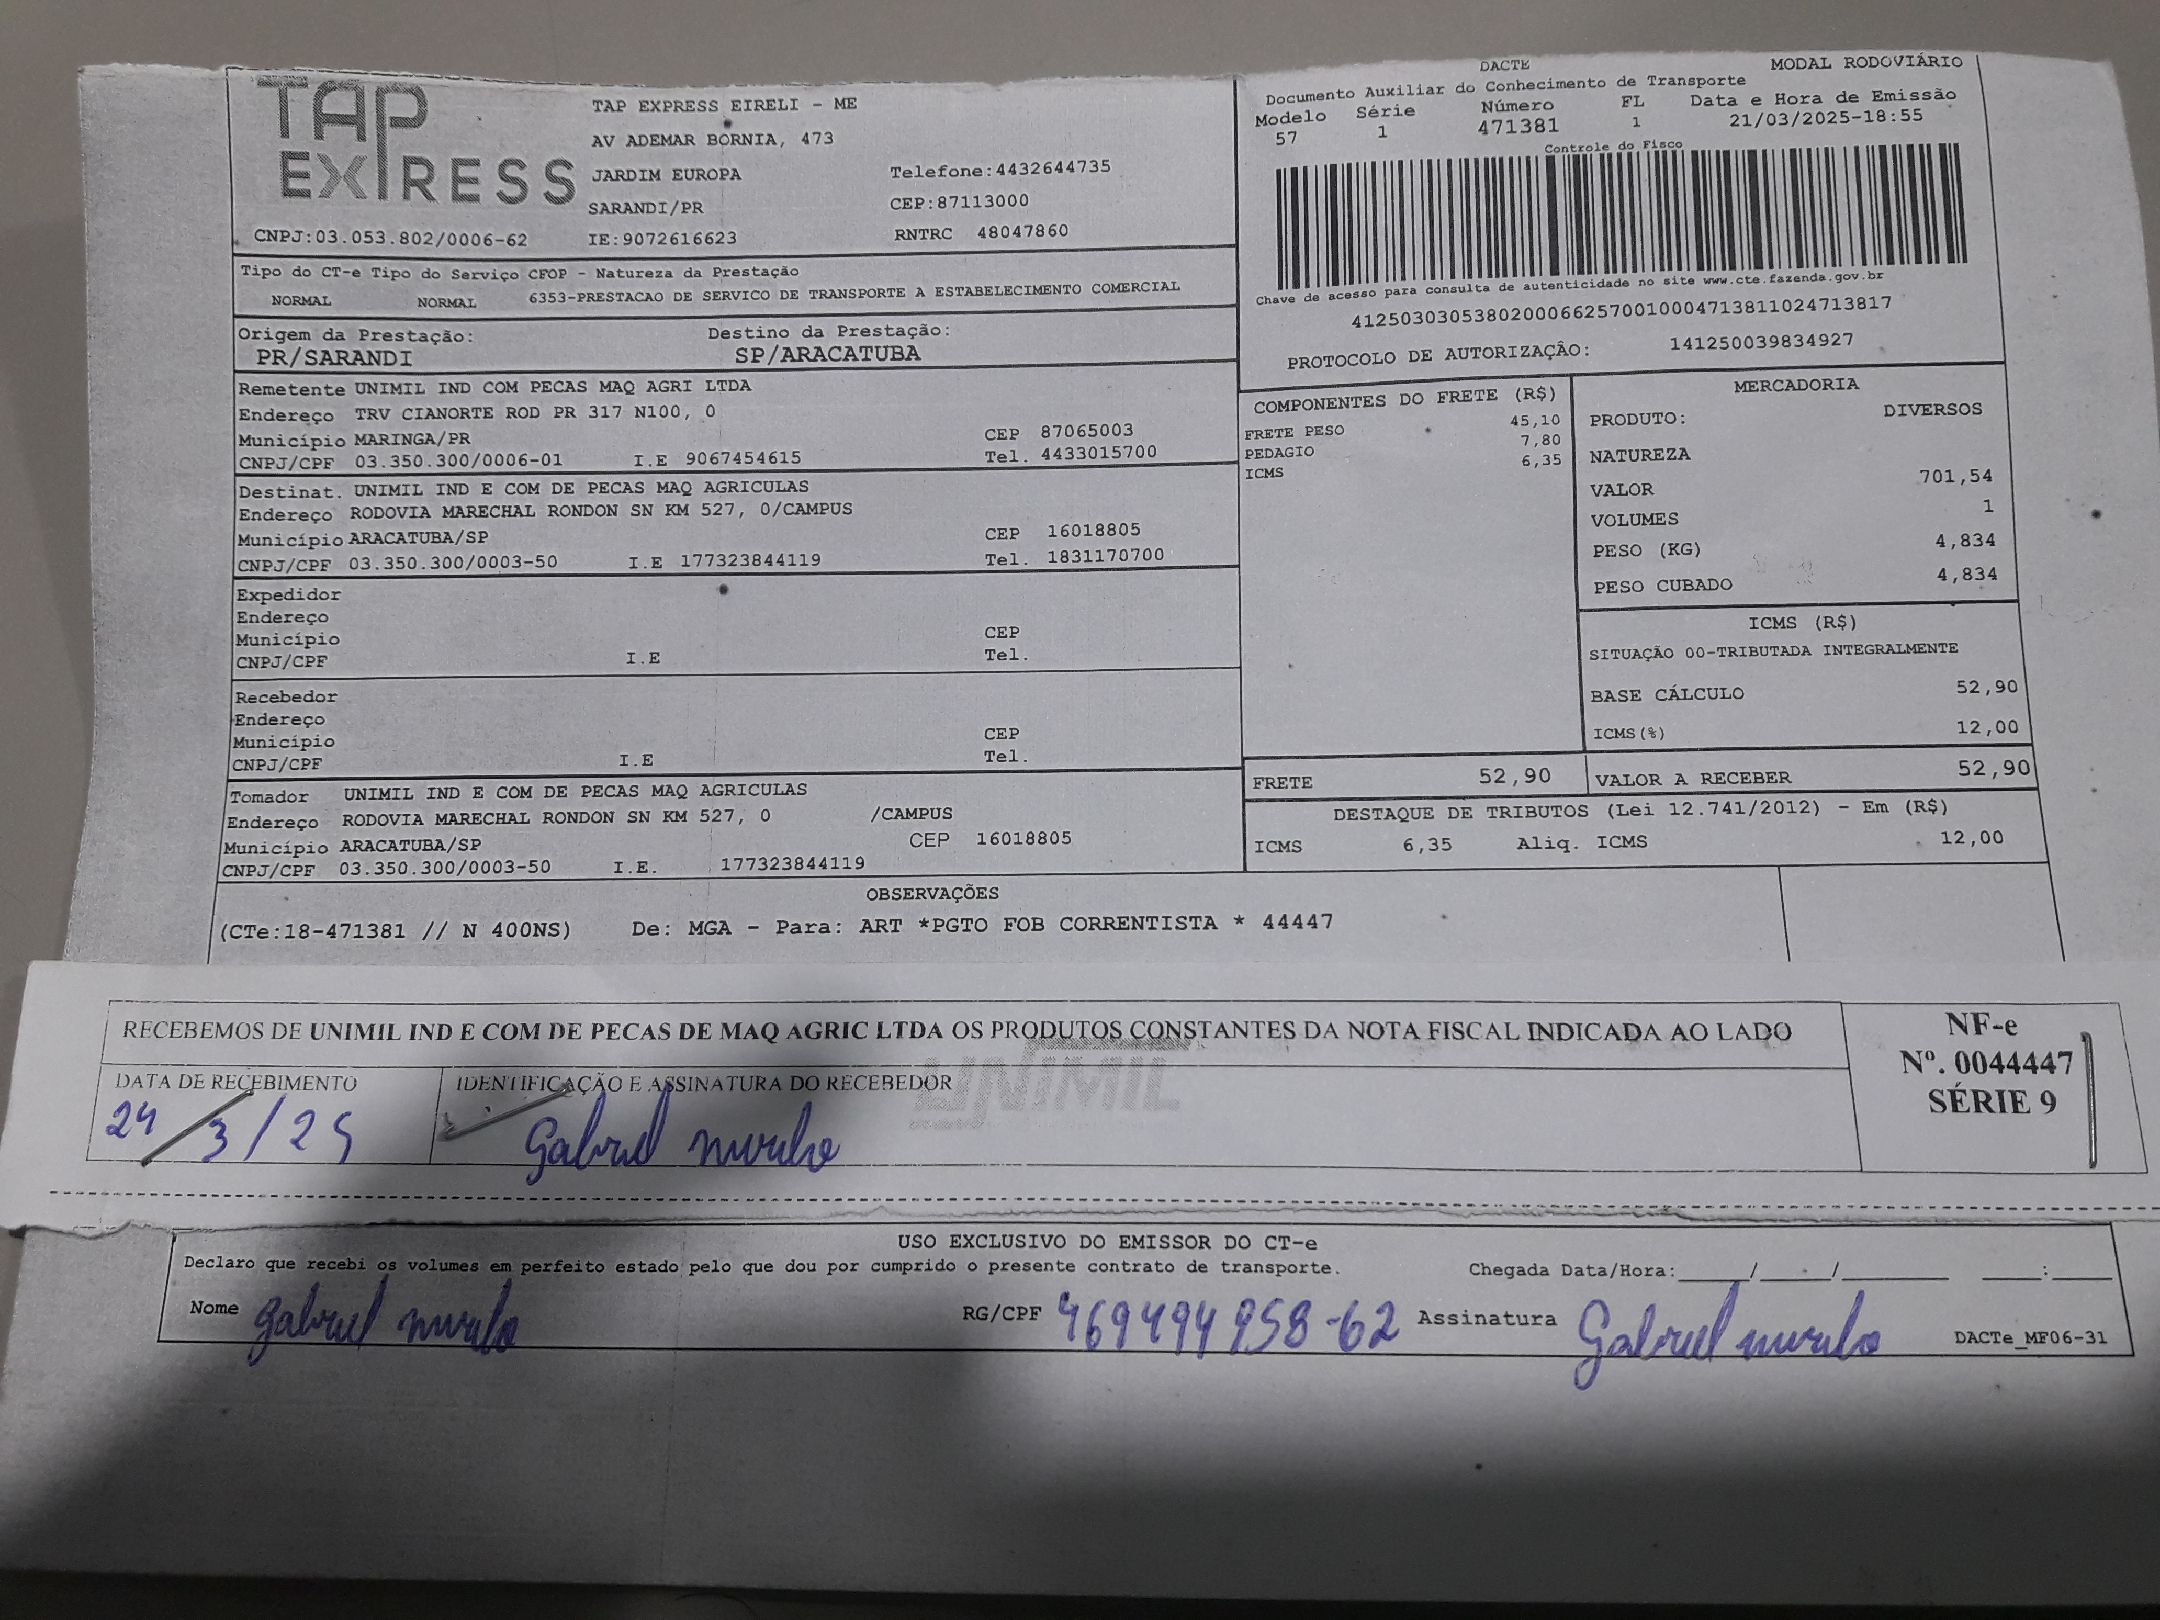 TAP EXPRESS
TAP EXPRESS EIRELI - ME
AV ADEMAR BORNIA, 473
JARDIM EUROPA Telefone:4432644735
SARANDI/PR CEP:87113000
CNPJ:03.053.802/0006-62 IE:9072616623 RNTRC 48047860
DACTE MODAL RODOVIÁRIO
Documento Auxiliar do Conhecimento de Transporte
Modelo Série Número FL Data e Hora de Emissão
57 1 471381 1 21/03/2025-18:55
Controle do Fisco
Chave de acesso para consulta de autenticidade no site www.cte.fazenda.gov.br
41250303053802000662570010004713811024713817
PROTOCOLO DE AUTORIZAÇÃO: 141250039834927
Tipo do CT-e Tipo do Serviço CFOP - Natureza da Prestação
NORMAL NORMAL 6353-PRESTACAO DE SERVICO DE TRANSPORTE A ESTABELECIMENTO COMERCIAL
Origem da Prestação: Destino da Prestação:
PR/SARANDI SP/ARACATUBA
Remetente UNIMIL IND COM PECAS MAQ AGRI LTDA
Endereço TRV CIANORTE ROD PR 317 N100, 0
Município MARINGA/PR CEP 87065003
CNPJ/CPF 03.350.300/0006-01 I.E 9067454615 Tel. 4433015700
Destinat. UNIMIL IND E COM DE PECAS MAQ AGRICULAS
Endereço RODOVIA MARECHAL RONDON SN KM 527, 0/CAMPUS
Município ARACATUBA/SP CEP 16018805
CNPJ/CPF 03.350.300/0003-50 I.E 177323844119 Tel. 1831170700
Expedidor
Endereço
Município CEP
CNPJ/CPF I.E Tel.
Recebedor
Endereço
Município CEP
CNPJ/CPF I.E Tel.
Tomador UNIMIL IND E COM DE PECAS MAQ AGRICULAS
Endereço RODOVIA MARECHAL RONDON SN KM 527, 0 /CAMPUS
Município ARACATUBA/SP CEP 16018805
CNPJ/CPF 03.350.300/0003-50 I.E. 177323844119
COMPONENTES DO FRETE (R$)
FRETE PESO 45,10
PEDAGIO 7,80
ICMS 6,35
MERCADORIA
PRODUTO: DIVERSOS
NATUREZA
VALOR 701,54
VOLUMES 1
PESO (KG) 4,834
PESO CUBADO 4,834
ICMS (R$)
SITUAÇÃO 00-TRIBUTADA INTEGRALMENTE
BASE CÁLCULO 52,90
ICMS(%) 12,00
FRETE 52,90 VALOR A RECEBER 52,90
DESTAQUE DE TRIBUTOS (Lei 12.741/2012) - Em (R$)
ICMS 6,35 Aliq. ICMS 12,00
OBSERVAÇÕES
(CTe:18-471381 // N 400NS) De: MGA - Para: ART *PGTO FOB CORRENTISTA * 44447
RECEBEMOS DE UNIMIL IND E COM DE PECAS DE MAQ AGRIC LTDA OS PRODUTOS CONSTANTES DA NOTA FISCAL INDICADA AO LADO
NF-e
Nº. 0044447
SÉRIE 9
DATA DE RECEBIMENTO IDENTIFICAÇÃO E ASSINATURA DO RECEBEDOR
UNIMIL
24/3/25 Gabriel murilo
USO EXCLUSIVO DO EMISSOR DO CT-e
Declaro que recebi os volumes em perfeito estado pelo que dou por cumprido o presente contrato de transporte. Chegada Data/Hora:____/____/____ ___:___
Nome gabriel murilo RG/CPF 469494958-62 Assinatura Gabriel murilo DACTe_MF06-31